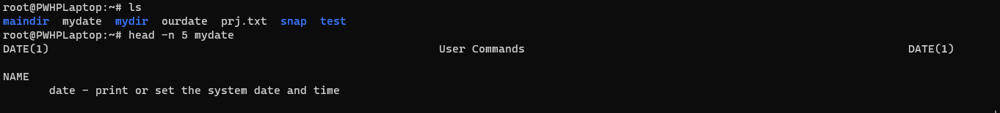 root@PWHPLaptop:~# ls
maindir  mydate  mydir  ourdate  prj.txt  snap  test
root@PWHPLaptop:~# head -n 5 mydate
DATE(1)                                                           User Commands                                                          DATE(1)
NAME
       date - print or set the system date and time